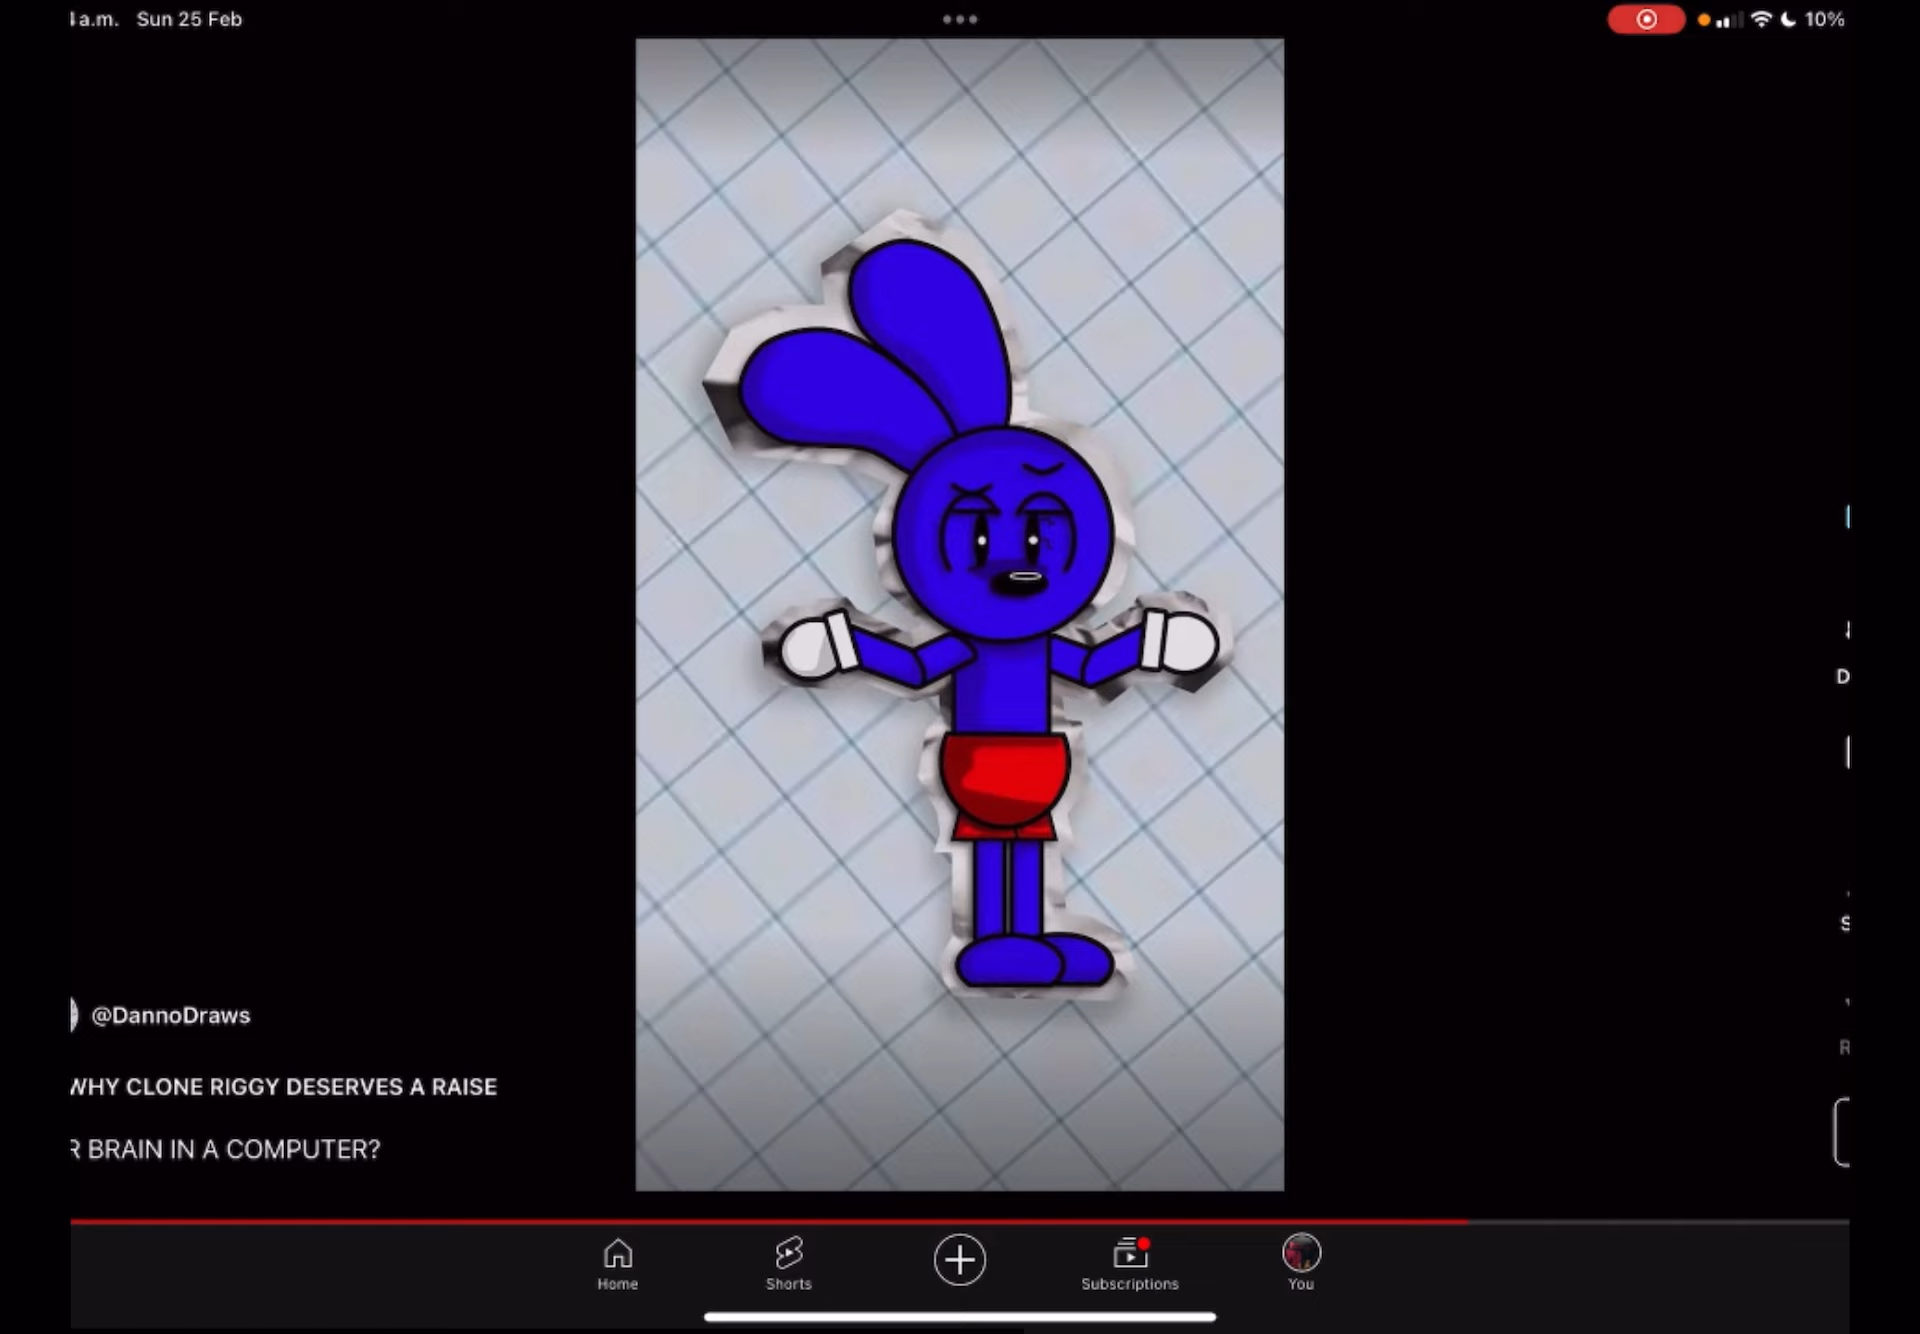 a.m. Sun 25 Feb
10%
@DannoDraws
WHY CLONE RIGGY DESERVES A RAISE
R BRAIN IN A COMPUTER?
D
S
R
Home
Shorts
Subscriptions
You